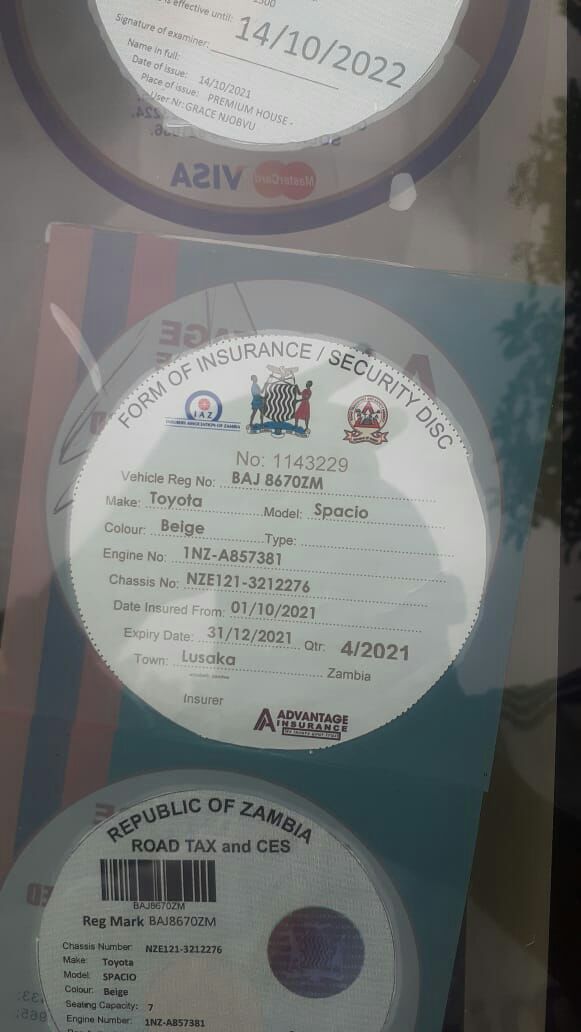 is effective until: 14/10/2022
Signature of examiner:
Name in full:
Date of issue: 14/10/2021
Place of issue: PREMIUM HOUSE -
User Nr: GRACE NJOBVU
VISA MasterCard
FORM OF INSURANCE / SECURITY DISC
IAZ
INSURERS ASSOCIATION OF ZAMBIA
No: 1143229
Vehicle Reg No: BAJ 8670ZM
Make: Toyota Model: Spacio
Colour: Beige Type:
Engine No: 1NZ-A857381
Chassis No: NZE121-3212276
Date Insured From: 01/10/2021
Expiry Date: 31/12/2021 Qtr: 4/2021
Town: Lusaka Zambia
Insurer
ADVANTAGE
INSURANCE
REPUBLIC OF ZAMBIA
ROAD TAX and CES
BAJ8670ZM
Reg Mark BAJ8670ZM
Chassis Number: NZE121-3212276
Make: Toyota
Model: SPACIO
Colour: Beige
Seating Capacity: 7
Engine Number: 1NZ-A857381